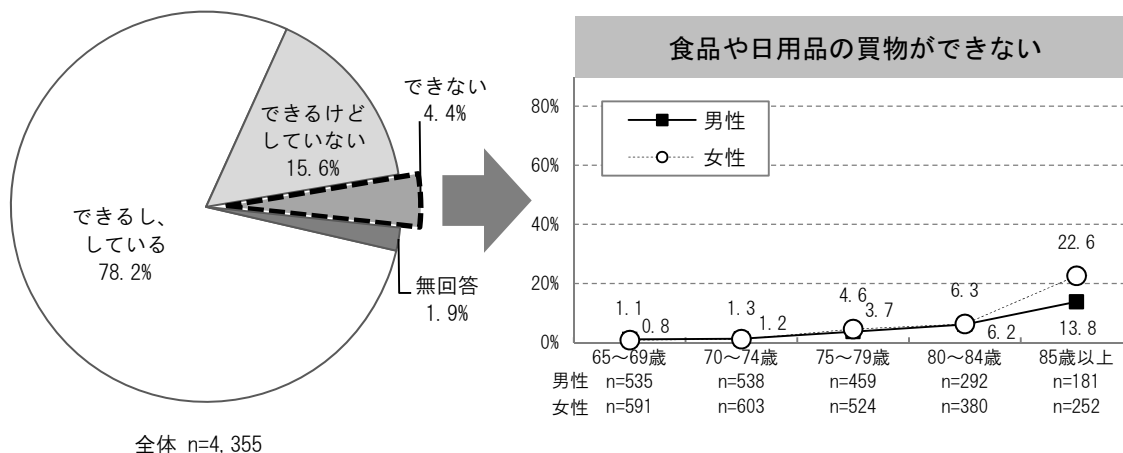 できるし、
している
78.2%
できるけど
していない
15.6%
できない
4.4%
無回答
1.9%
全体 n=4,355
食品や日用品の買物ができない
80%
60%
40%
20%
0%
男性
女性
1.1
0.8
1.3
1.2
4.6
3.7
6.3
6.2
22.6
13.8
65～69歳 70～74歳 75～79歳 80～84歳 85歳以上
男性 n=535 n=538 n=459 n=292 n=181
女性 n=591 n=603 n=524 n=380 n=252